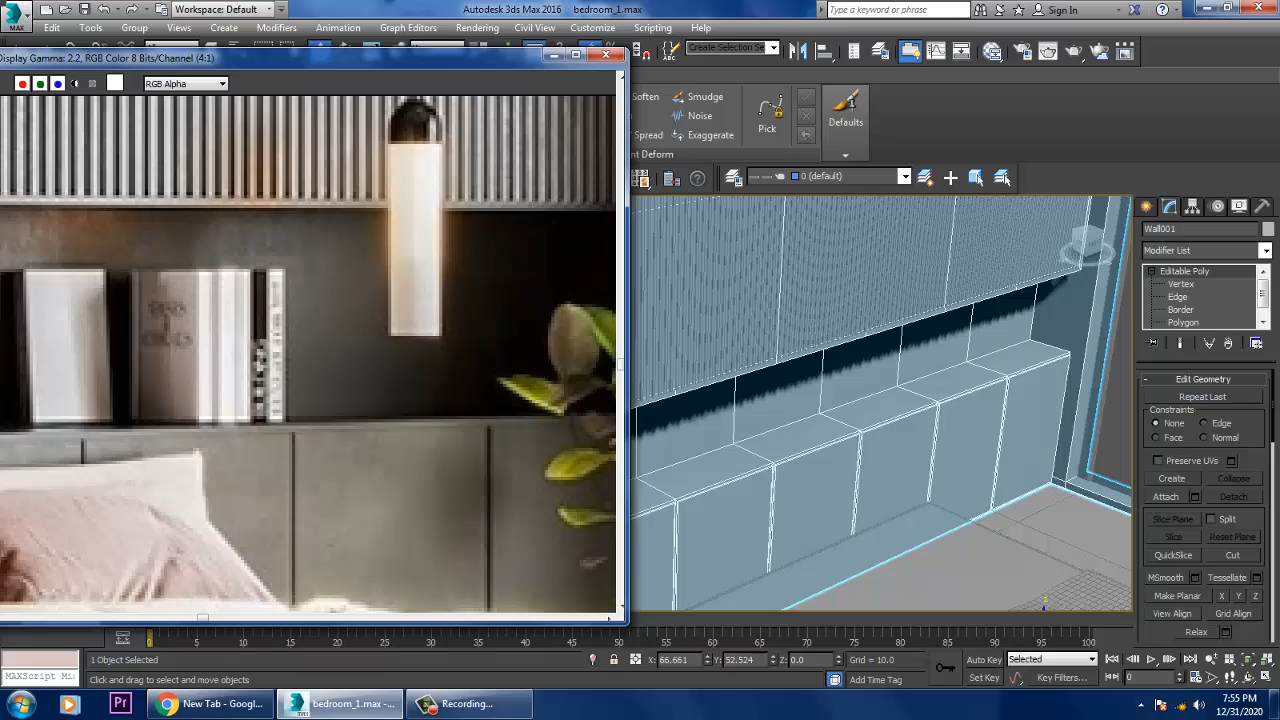 Workspace: Default
Autodesk 3ds Max 2016 bedroom_1.max
Type a keyword or phrase
Sign In
MAX
Edit Tools Group Views Create Modifiers Animation Graph Editors Rendering Civil View Customize Scripting Help
Create Selection Se
Display Gamma: 2.2, RGB Color 8 Bits/Channel (4:1)
RGB Alpha
Soften Smudge
Noise
Spread Exaggerate
Pick
Defaults
nt Deform
0 (default)
Wall001
Modifier List
Editable Poly
Vertex
Edge
Border
Polygon
Edit Geometry
Repeat Last
Constraints
None Edge
Face Normal
Preserve UVs
Create Collapse
Attach Detach
Slice Plane Split
Slice Reset Plane
QuickSlice Cut
MSmooth Tessellate
Make Planar X Y Z
View Align Grid Align
Relax
0 5 10 15 20 25 30 35 40 45 50 55 60 65 70 75 80 85 90 95 100
1 Object Selected
X: 66.661 Y: 52.524 Z: 0.0 Grid = 10.0
Auto Key Selected
MAXScript Mi
Click and drag to select and move objects
Add Time Tag
Set Key Key Filters...
0
Pr
New Tab - Googl...
bedroom_1.max -...
Recording...
7:55 PM
12/31/2020